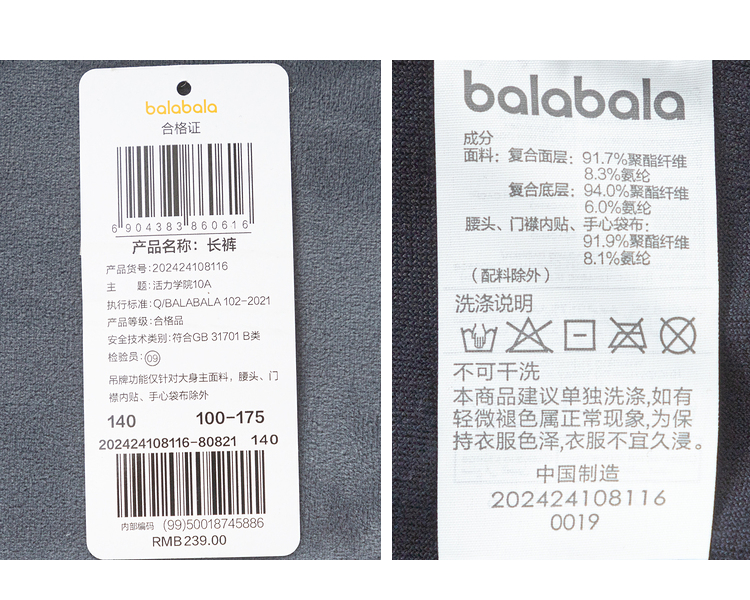 balabala
合格证
6 904383 860616
产品名称：长裤
产品货号：202424108116
主　　题：活力学院10A
执行标准：Q/BALABALA 102-2021
产品等级：合格品
安全技术类别：符合GB 31701 B类
检验员：09
吊牌功能仅针对大身主面料，腰头、门
襟内贴、手心袋布除外
140 100-175
202424108116-80821 140
内部编码 (99)50018745886
RMB239.00
balabala
成分
面料：复合面层：91.7%聚酯纤维
8.3%氨纶
复合底层：94.0%聚酯纤维
6.0%氨纶
腰头、门襟内贴、手心袋布：
91.9%聚酯纤维
8.1%氨纶
（配料除外）
洗涤说明
不可干洗
本商品建议单独洗涤,如有
轻微褪色属正常现象,为保
持衣服色泽,衣服不宜久浸。
中国制造
202424108116
0019